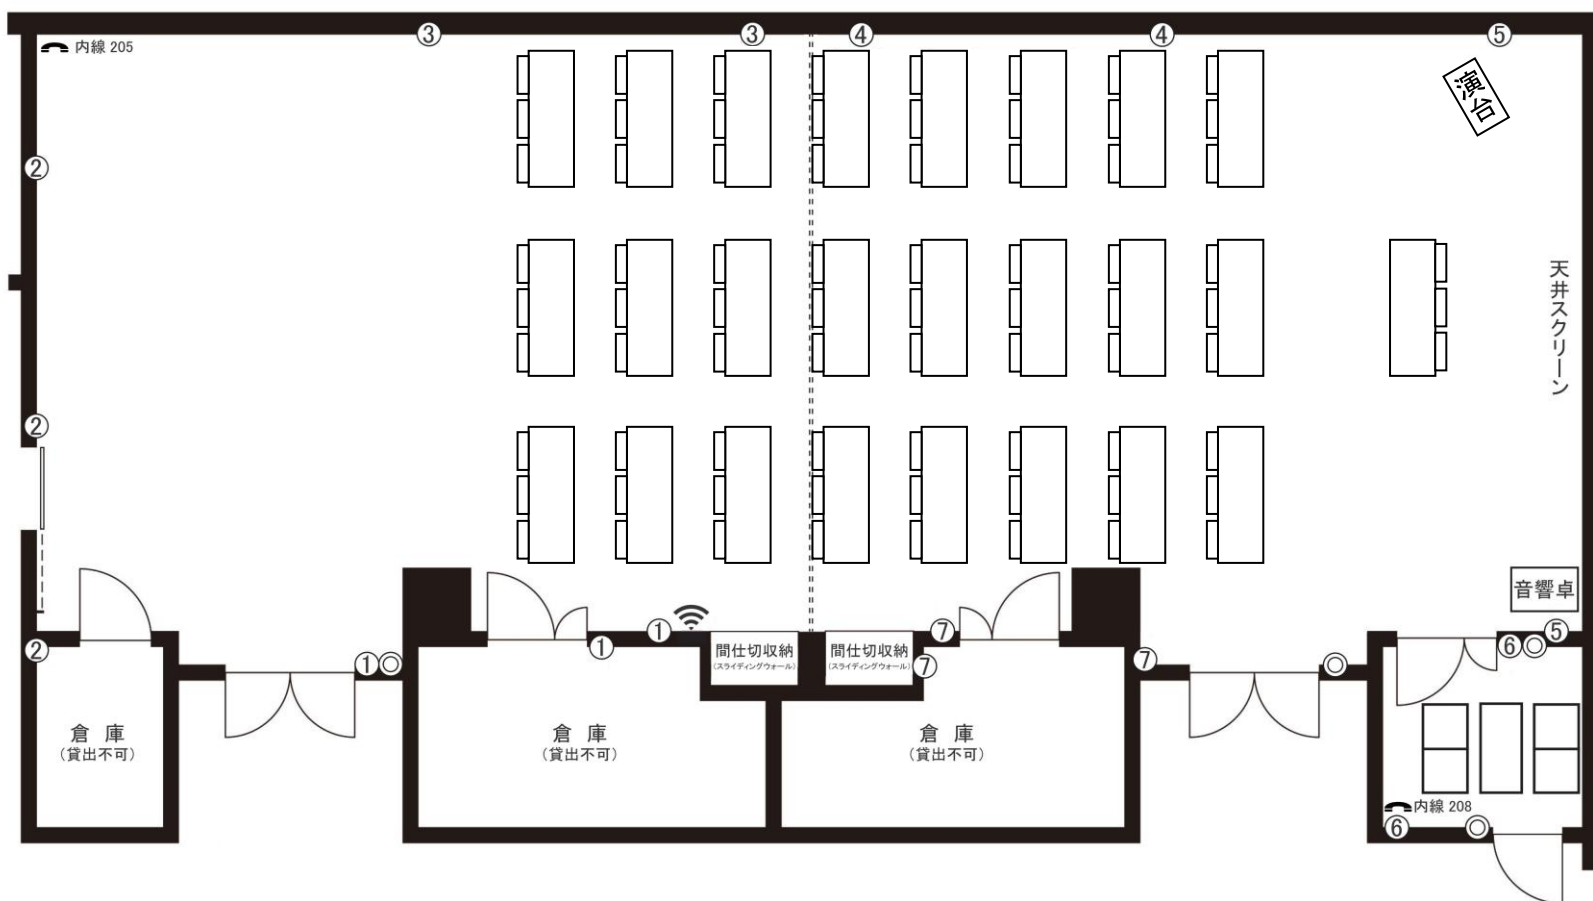 ③
③
④
④
⑤
内線 205
演台
②
天井スクリーン
②
音響卓
②
①◎
①
①
間仕切収納
(スライディングウォール)
間仕切収納
(スライディングウォール)
⑦
⑦
⑦
◎
⑥◎
⑤
倉 庫
(貸出不可)
倉 庫
(貸出不可)
倉 庫
(貸出不可)
内線 208
⑥
◎